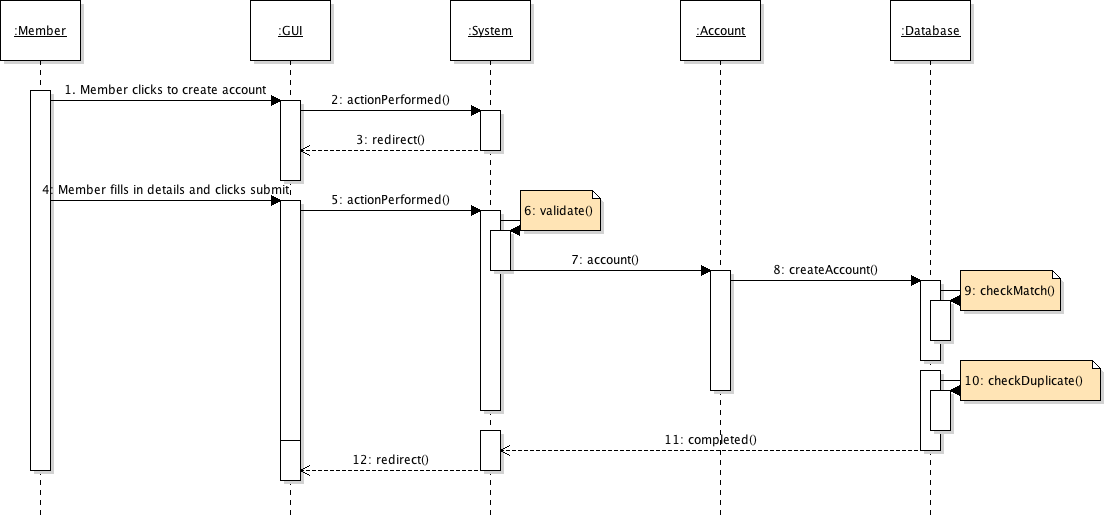 :Member
:GUI
:System
:Account
:Database
1. Member clicks to create account
2: actionPerformed()
3: redirect()
4: Member fills in details and clicks submit
5: actionPerformed()
6: validate()
7: account()
8: createAccount()
9: checkMatch()
10: checkDuplicate()
11: completed()
12: redirect()